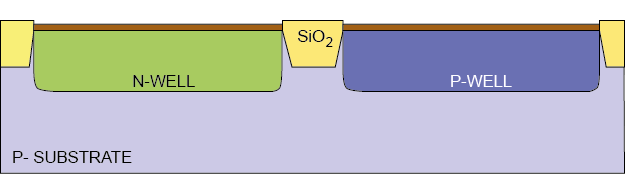 SiO₂
N-WELL
P-WELL
P- SUBSTRATE